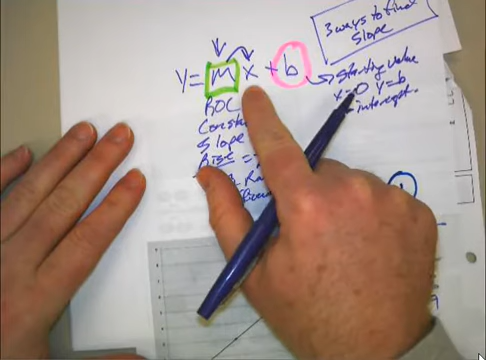 3 ways to find
slope
Y = m x + b
starting value
x = 0 y = b
intercept.
ROC
Constant
Slope
Rise =